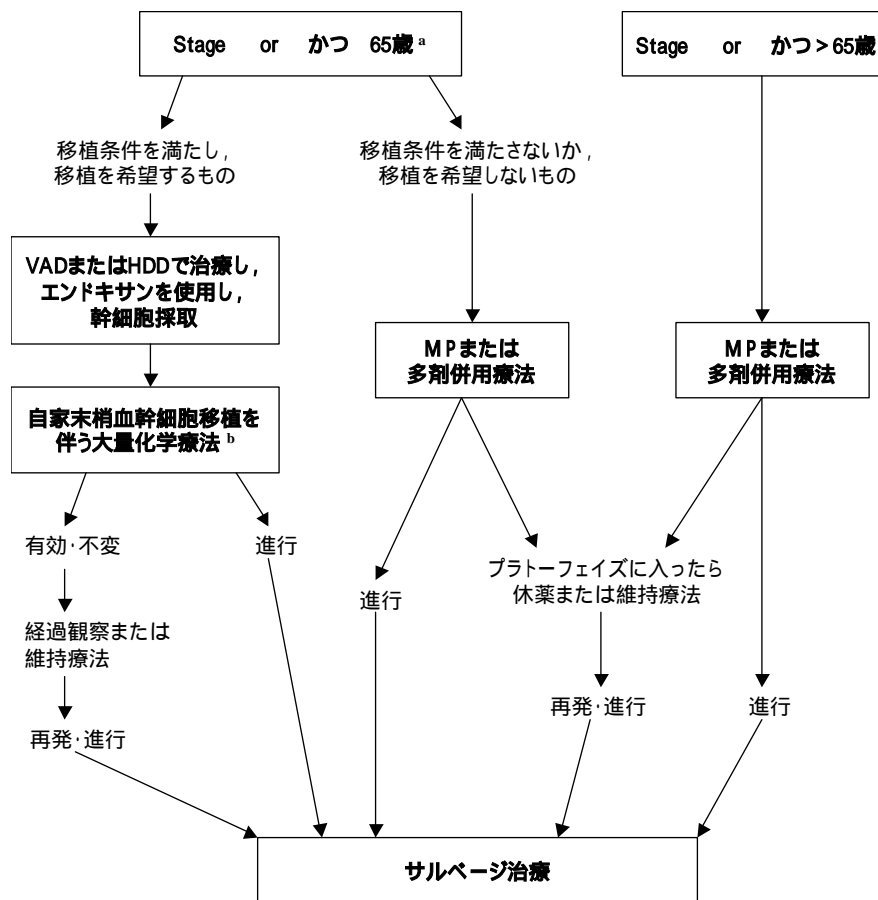 Stage or かつ 65歳 a
Stage or かつ＞65歳
移植条件を満たし，
移植を希望するもの
移植条件を満たさないか，
移植を希望しないもの
VADまたはHDDで治療し，
エンドキサンを使用し，
幹細胞採取
MPまたは
多剤併用療法
MPまたは
多剤併用療法
自家末梢血幹細胞移植を
伴う大量化学療法 b
有効・不変
進行
プラトーフェイズに入ったら
休薬または維持療法
進行
経過観察または
維持療法
再発・進行
進行
再発・進行
サルベージ治療